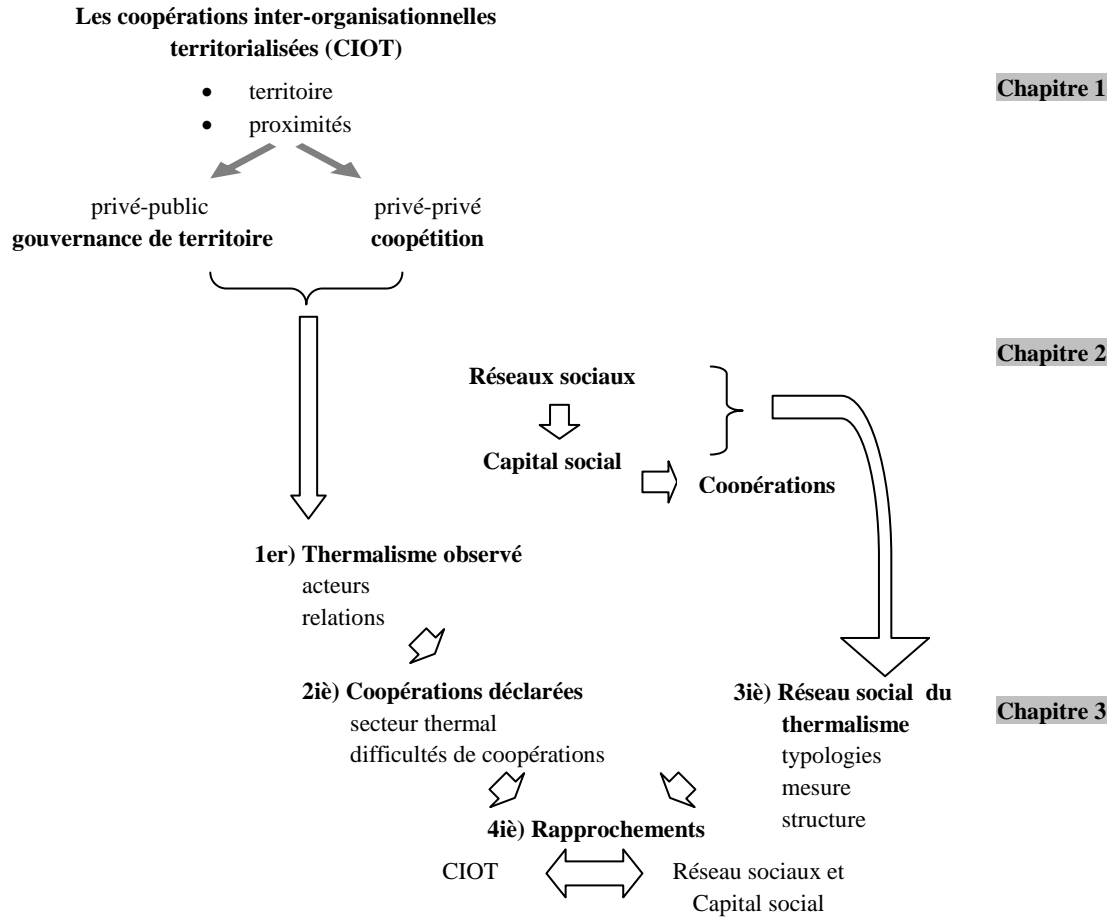 Les coopérations inter-organisationnelles
territorialisées (CIOT)
• territoire
• proximités
Chapitre 1
privé-public
gouvernance de territoire
privé-privé
coopétition
Chapitre 2
Réseaux sociaux
Capital social
Coopérations
1er) Thermalisme observé
acteurs
relations
2iè) Coopérations déclarées
secteur thermal
difficultés de coopérations
3iè) Réseau social du
thermalisme
typologies
mesure
structure
Chapitre 3
4iè) Rapprochements
CIOT
Réseau sociaux et
Capital social